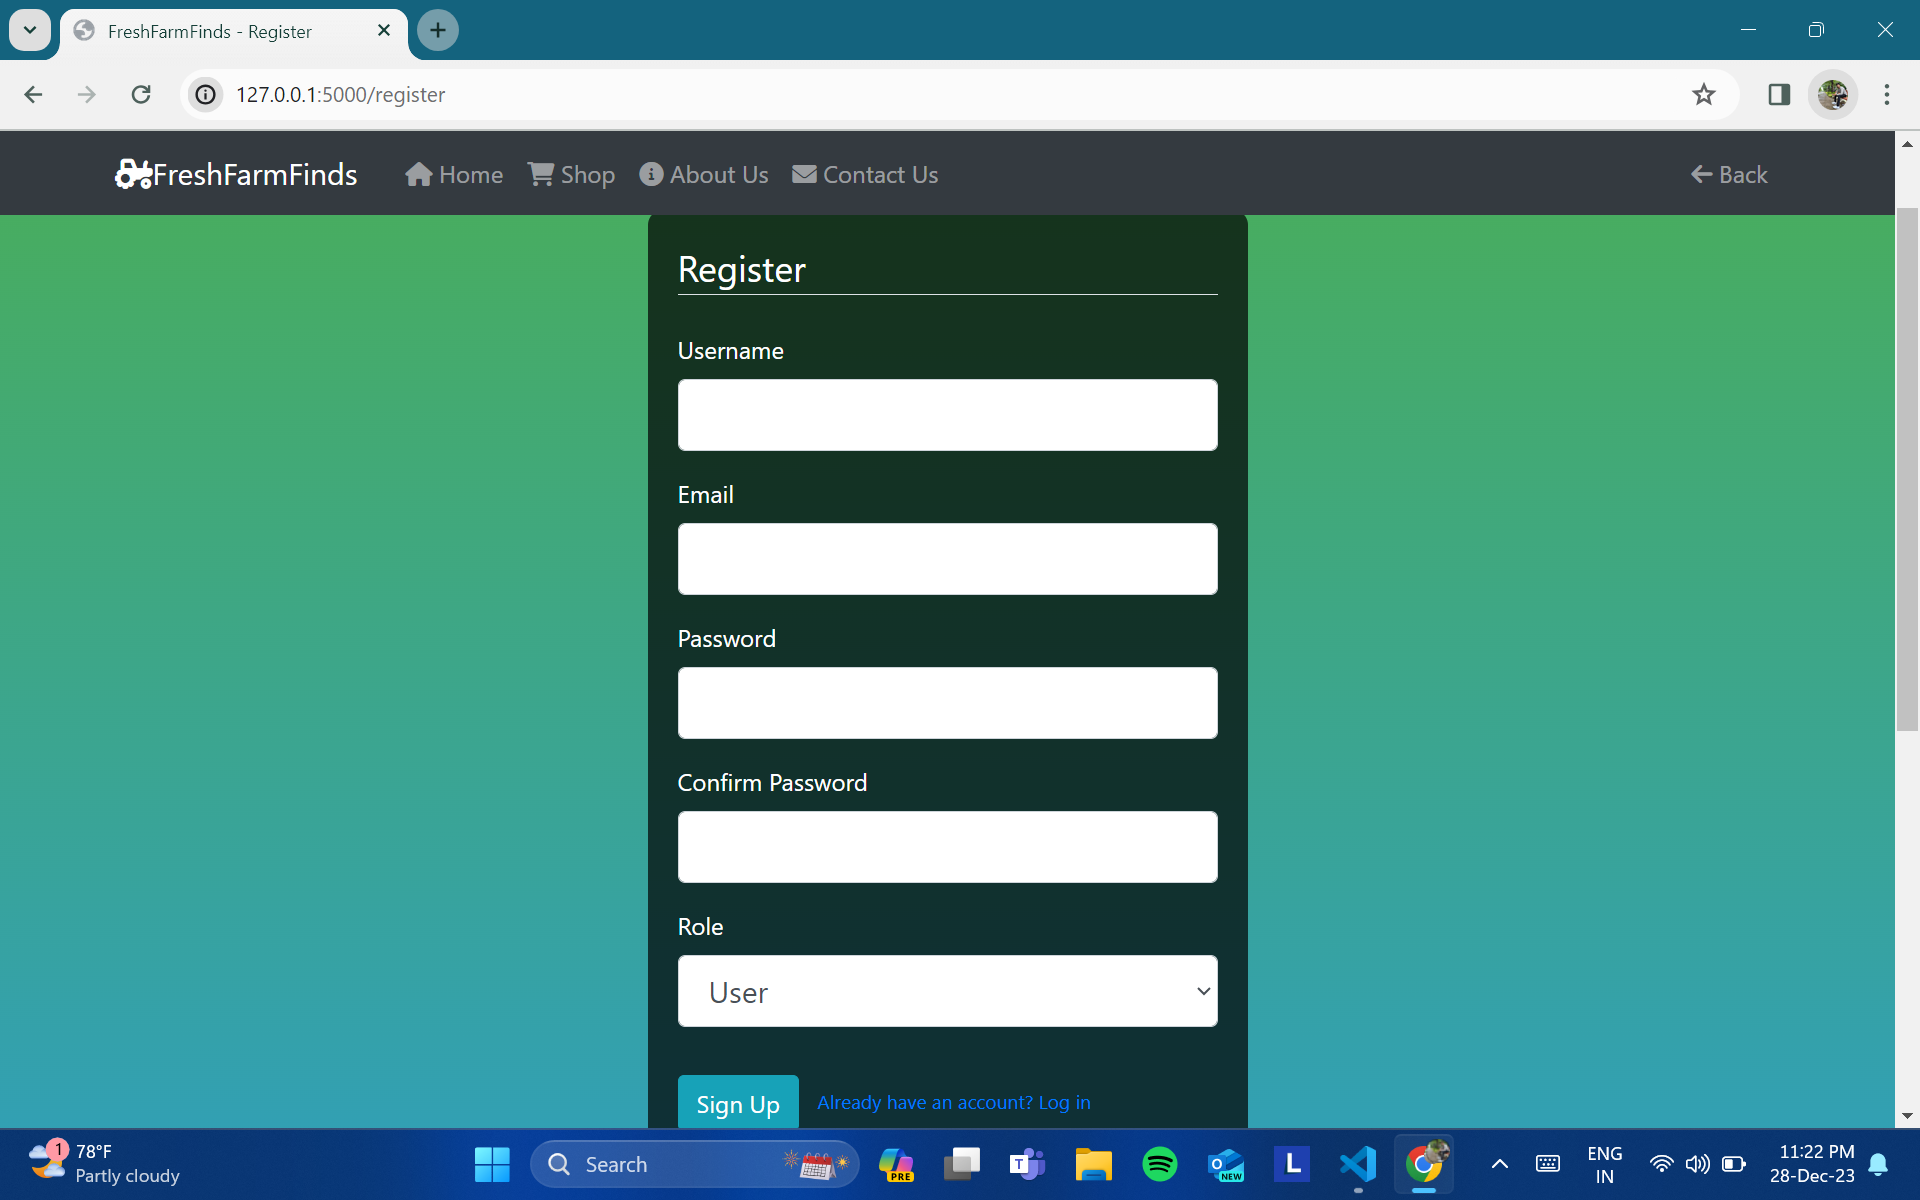 FreshFarmFinds - Register
127.0.0.1:5000/register
FreshFarmFinds Home Shop About Us Contact Us Back
Register
Username
Email
Password
Confirm Password
Role
User
Sign Up Already have an account? Log in
1 78°F
Partly cloudy
Search
PRE
T
O
NEW
L
ENG
IN
11:22 PM
28-Dec-23